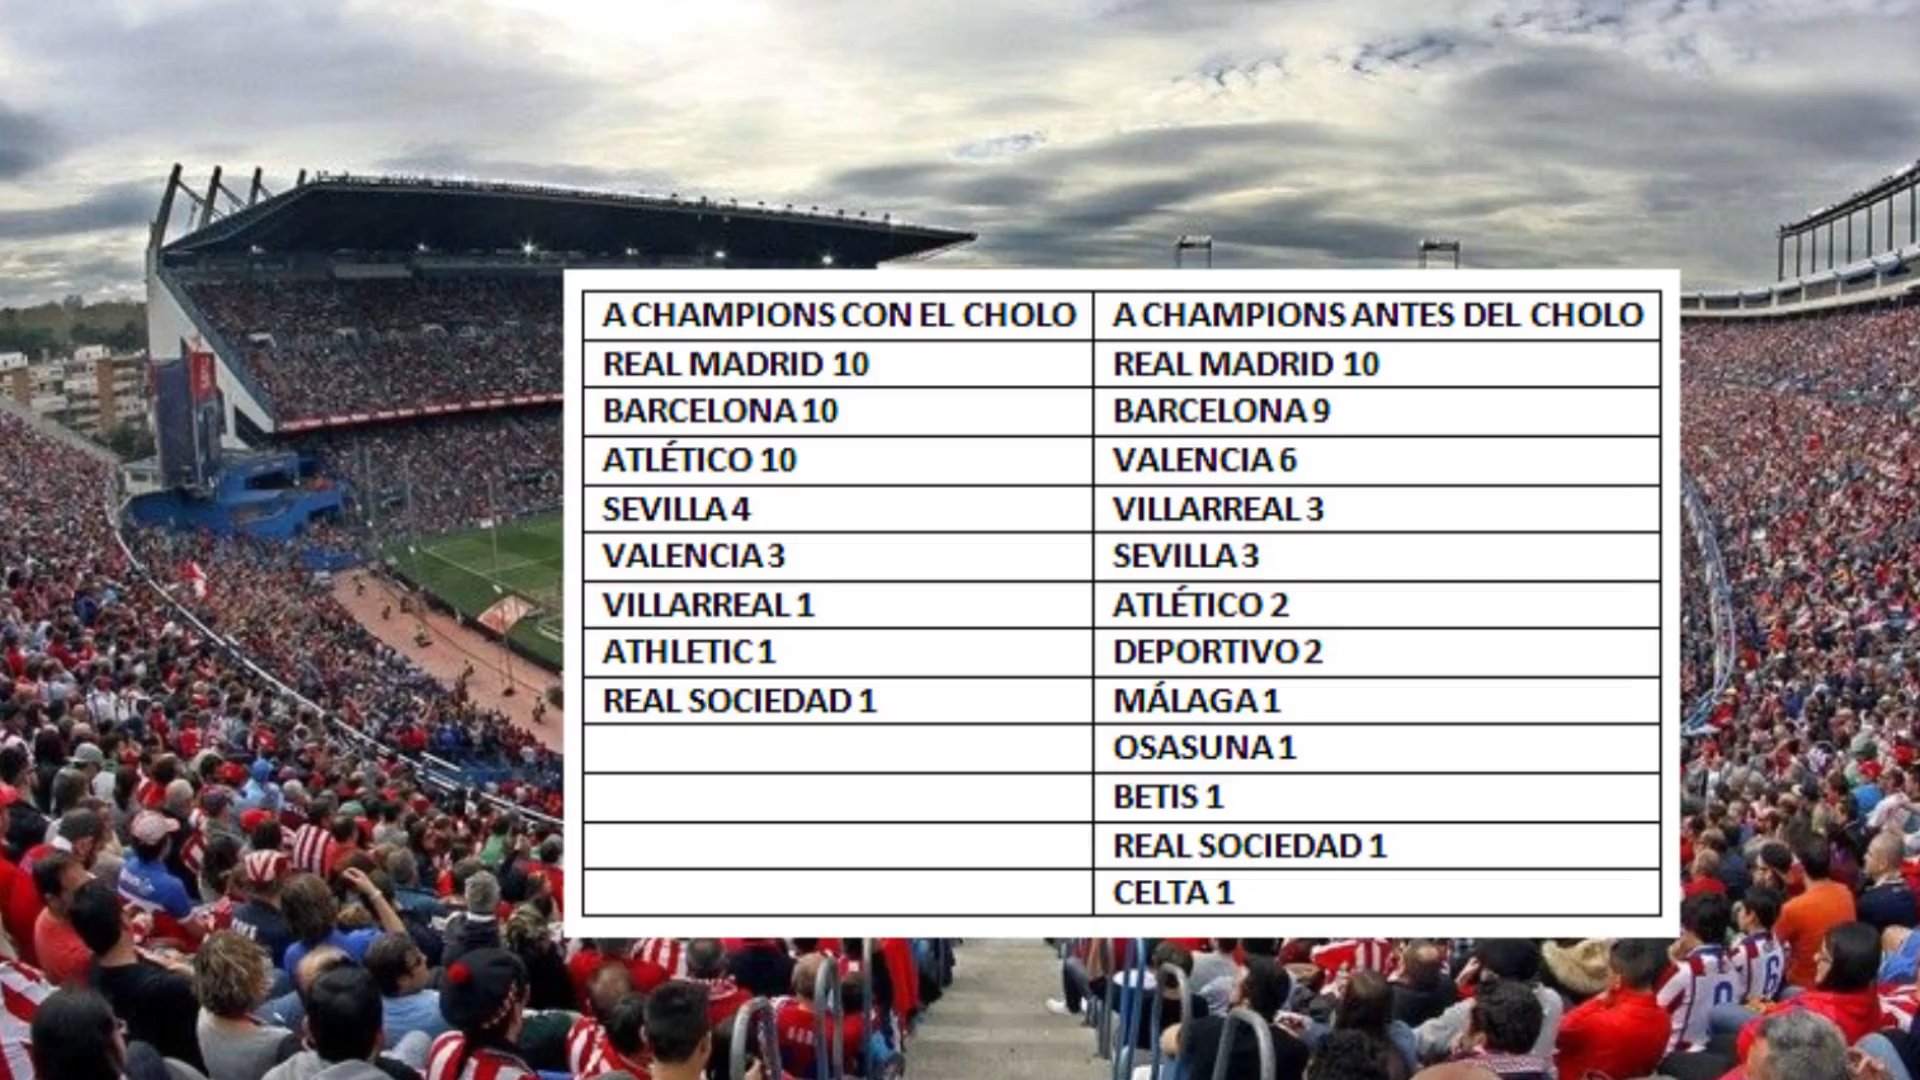 A CHAMPIONS CON EL CHOLO
A CHAMPIONS ANTES DEL CHOLO
REAL MADRID 10
REAL MADRID 10
BARCELONA 10
BARCELONA 9
ATLÉTICO 10
VALENCIA 6
SEVILLA 4
VILLARREAL 3
VALENCIA 3
SEVILLA 3
VILLARREAL 1
ATLÉTICO 2
ATHLETIC 1
DEPORTIVO 2
REAL SOCIEDAD 1
MÁLAGA 1
OSASUNA 1
BETIS 1
REAL SOCIEDAD 1
CELTA 1